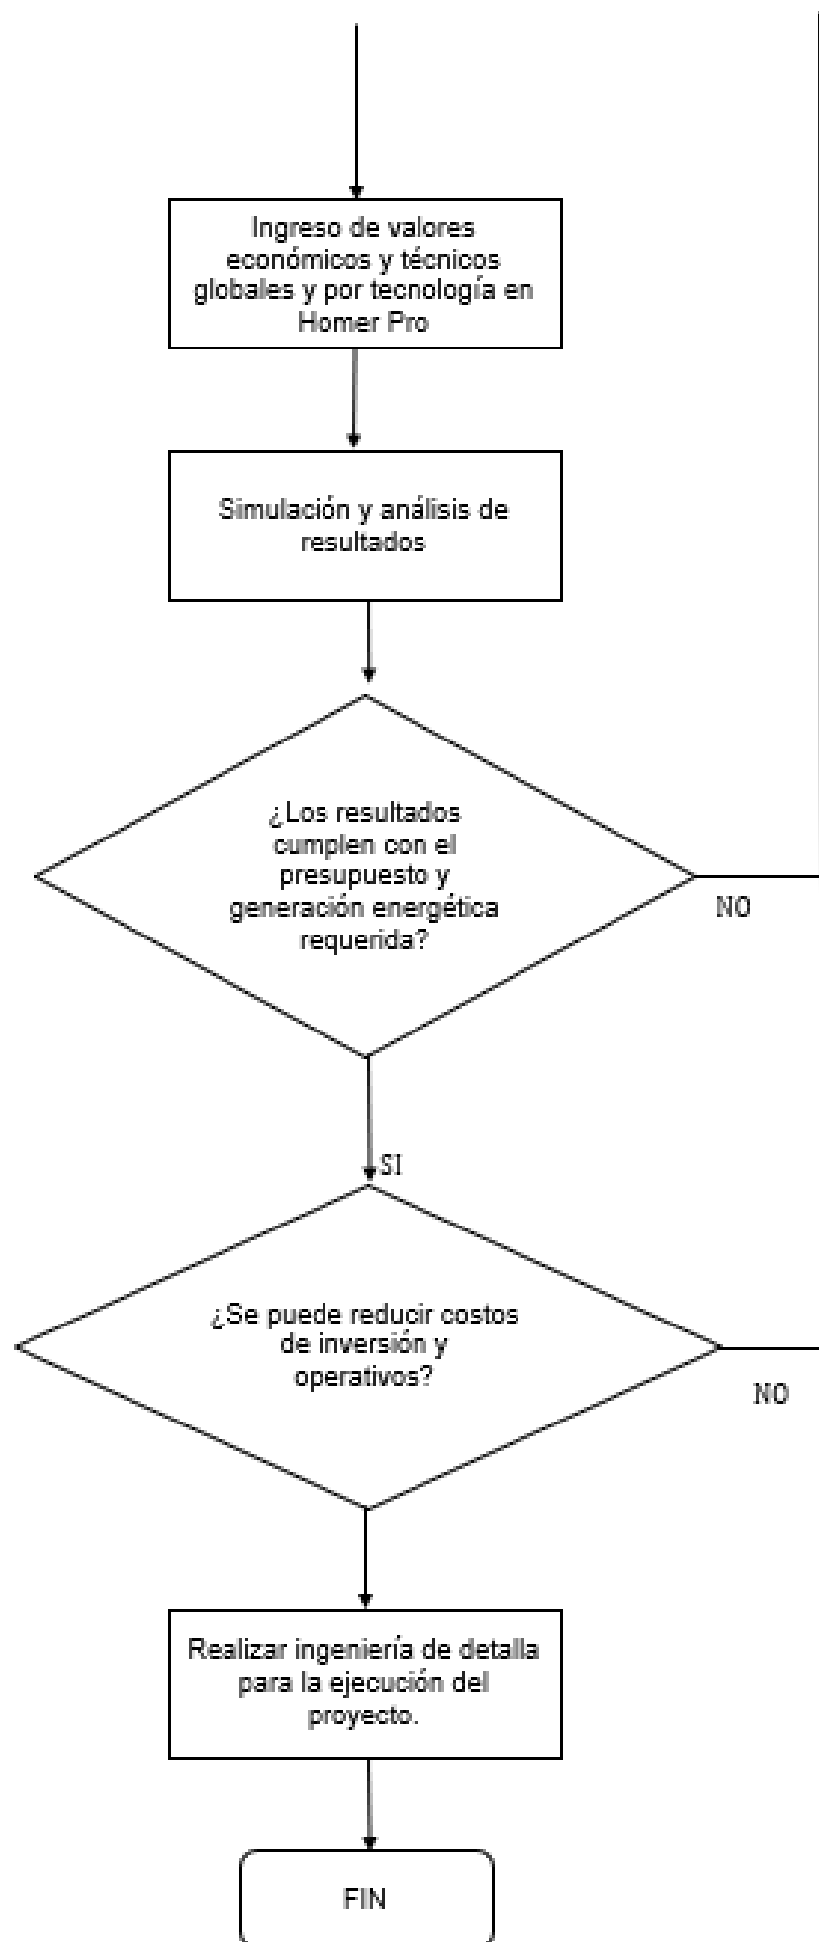 Ingreso de valores
económicos y técnicos
globales y por tecnología en
Homer Pro
Simulación y análisis de
resultados
¿Los resultados
cumplen con el
presupuesto y
generación energética
requerida?
NO
SI
¿Se puede reducir costos
de inversión y
operativos?
NO
Realizar ingeniería de detalla
para la ejecución del
proyecto.
FIN